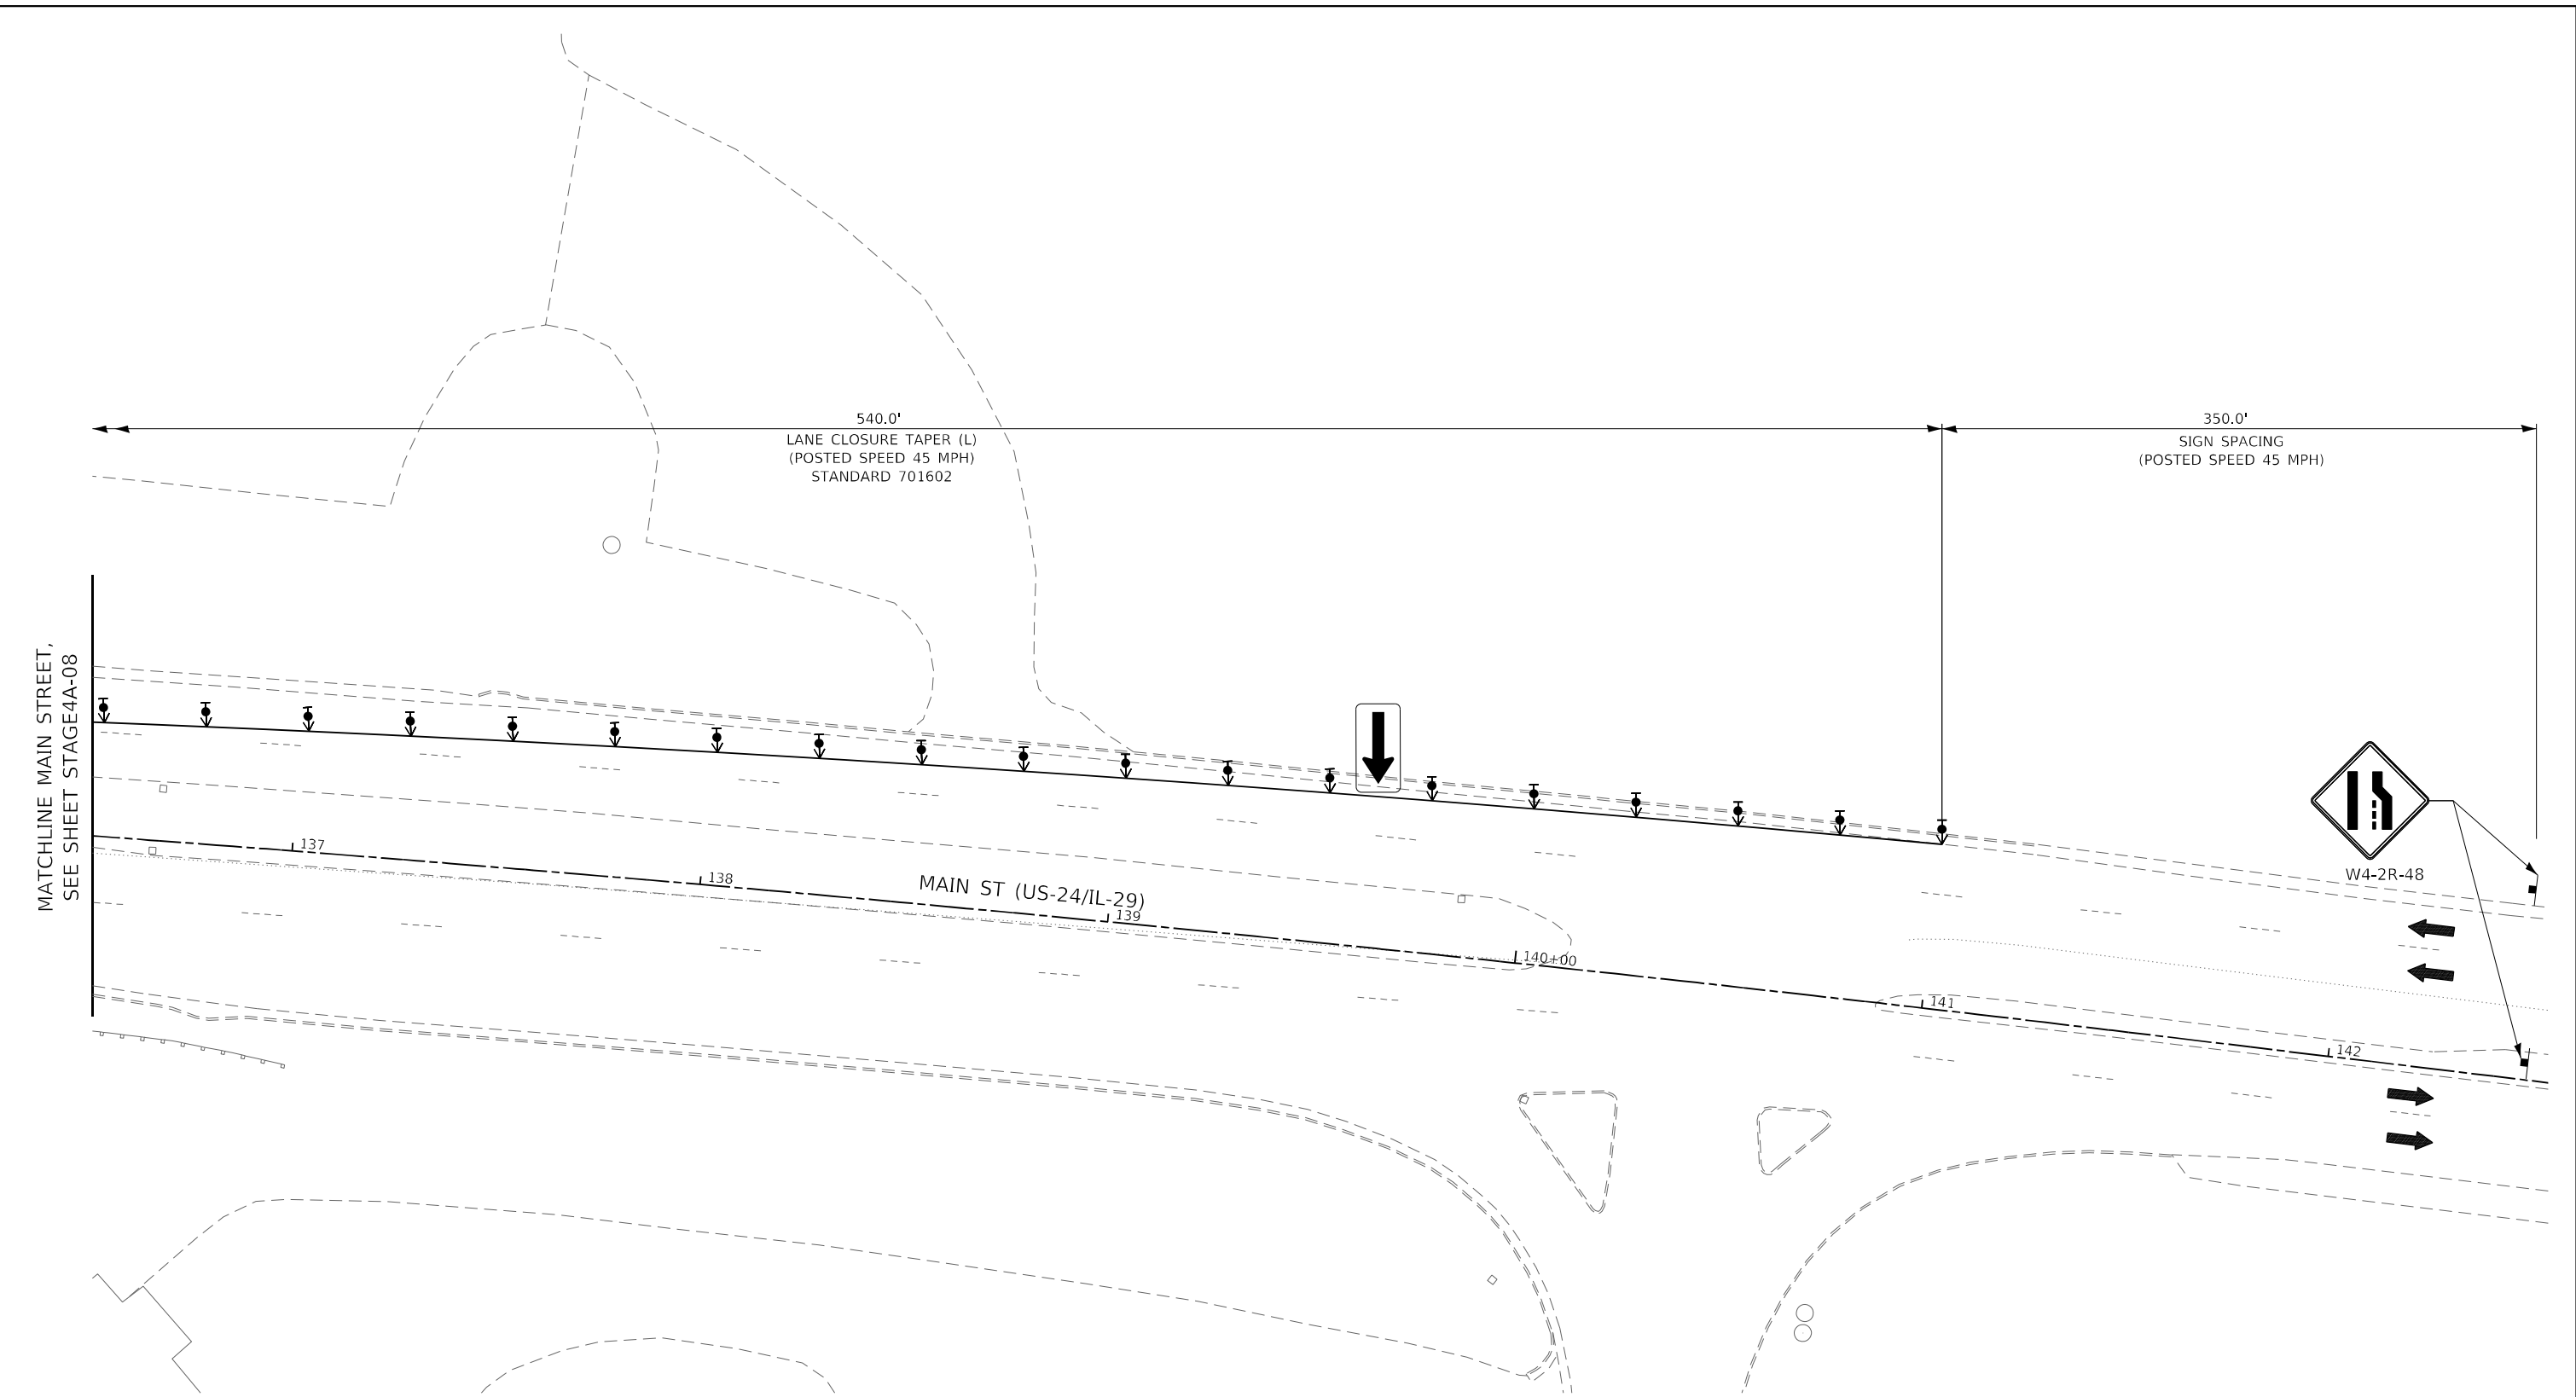 540.0'
LANE CLOSURE TAPER (L)
(POSTED SPEED 45 MPH)
STANDARD 701602
350.0'
SIGN SPACING
(POSTED SPEED 45 MPH)
MATCHLINE MAIN STREET,
SEE SHEET STAGE4A-08
W4-2R-48
137
138
MAIN ST (US-24/IL-29)
139
140+00
141
142